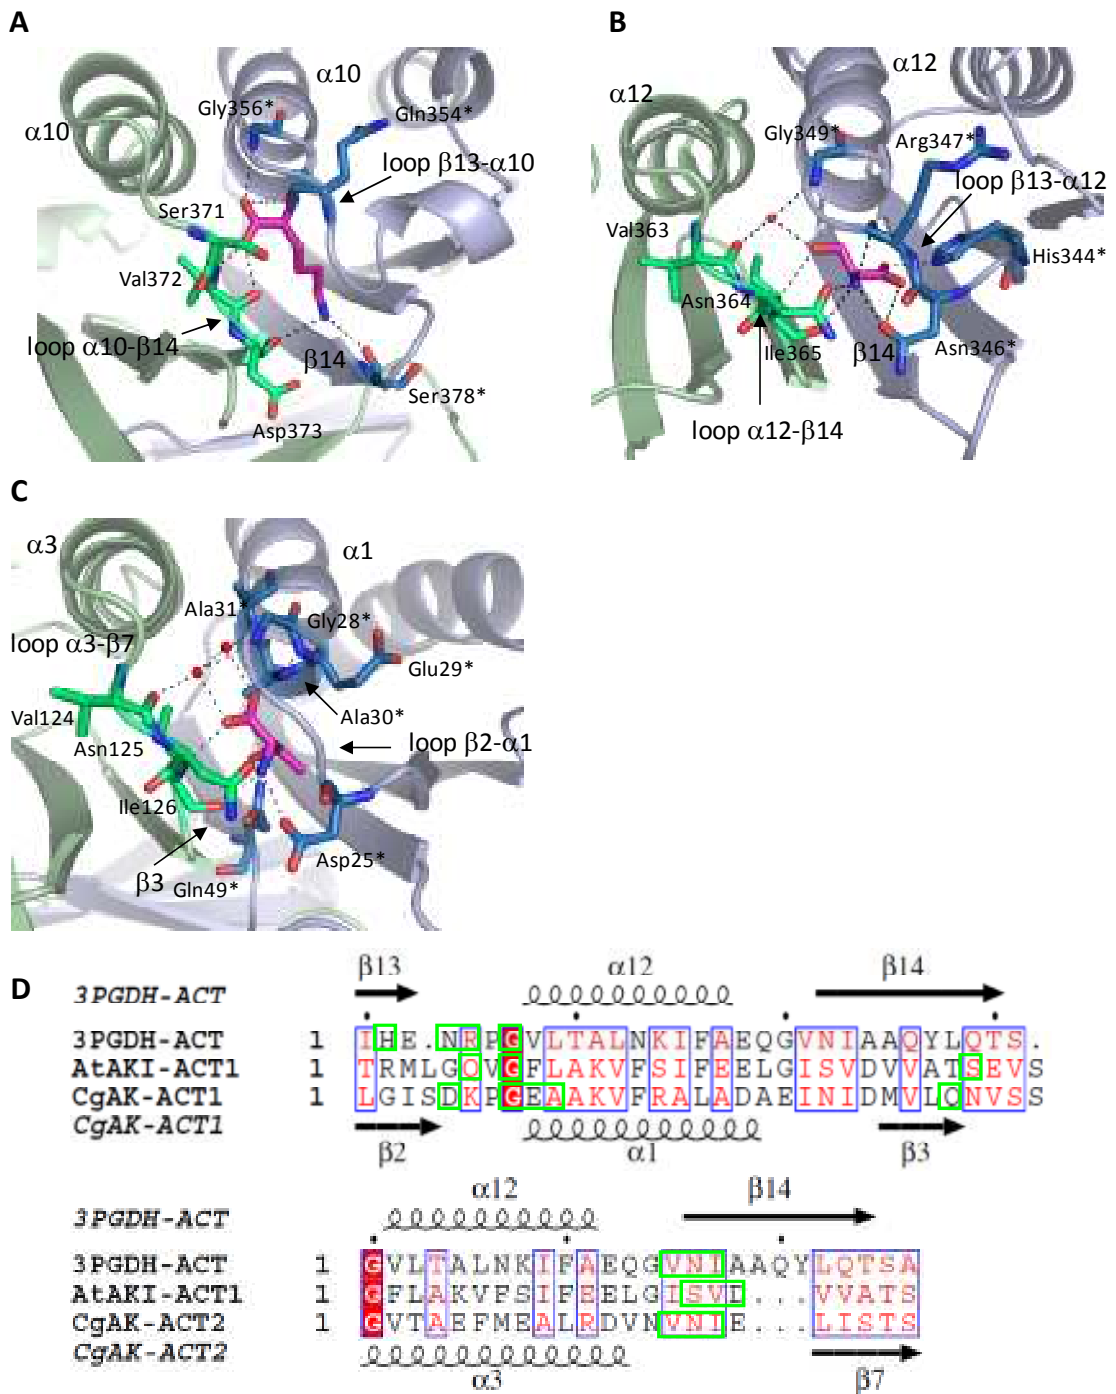 A
α10
α10
Gly356*
Gln354*
loop β13-α10
Ser371
Val372
loop α10-β14
β14
Ser378*
Asp373
B
α12
α12
Gly349*
Arg347*
loop β13-α12
Val363
His344*
Asn364
Ile365
β14
Asn346*
loop α12-β14
C
α3
α1
Ala31*
Gly28*
loop α3-β7
Glu29*
Val124
Ala30*
Asn125
loop β2-α1
Ile126
β3
Gln49*
Asp25*
D
β13 α12 β14
3PGDH-ACT
3PGDH-ACT 1 IHE.NRPGVLTALNKIFAEQGVNIAAQYLQTS.
AtAKI-ACT1 1 TRMLGQVGFLAKVFSIFEELGISVDVVATSEVS
CgAK-ACT1 1 LGISDKPGEAAKVFRALADAEINIDMVLQNVSS
CgAK-ACT1
β2 α1 β3
α12 β14
3PGDH-ACT
3PGDH-ACT 1 GVLTALNKIFAEQGVNIAAQYLQTSA
AtAKI-ACT1 1 GFLAKVFSIFEELGISVD...VVATS
CgAK-ACT2 1 GVTAEFMEALRDVNVNIE...LISTS
CgAK-ACT2
α3 β7